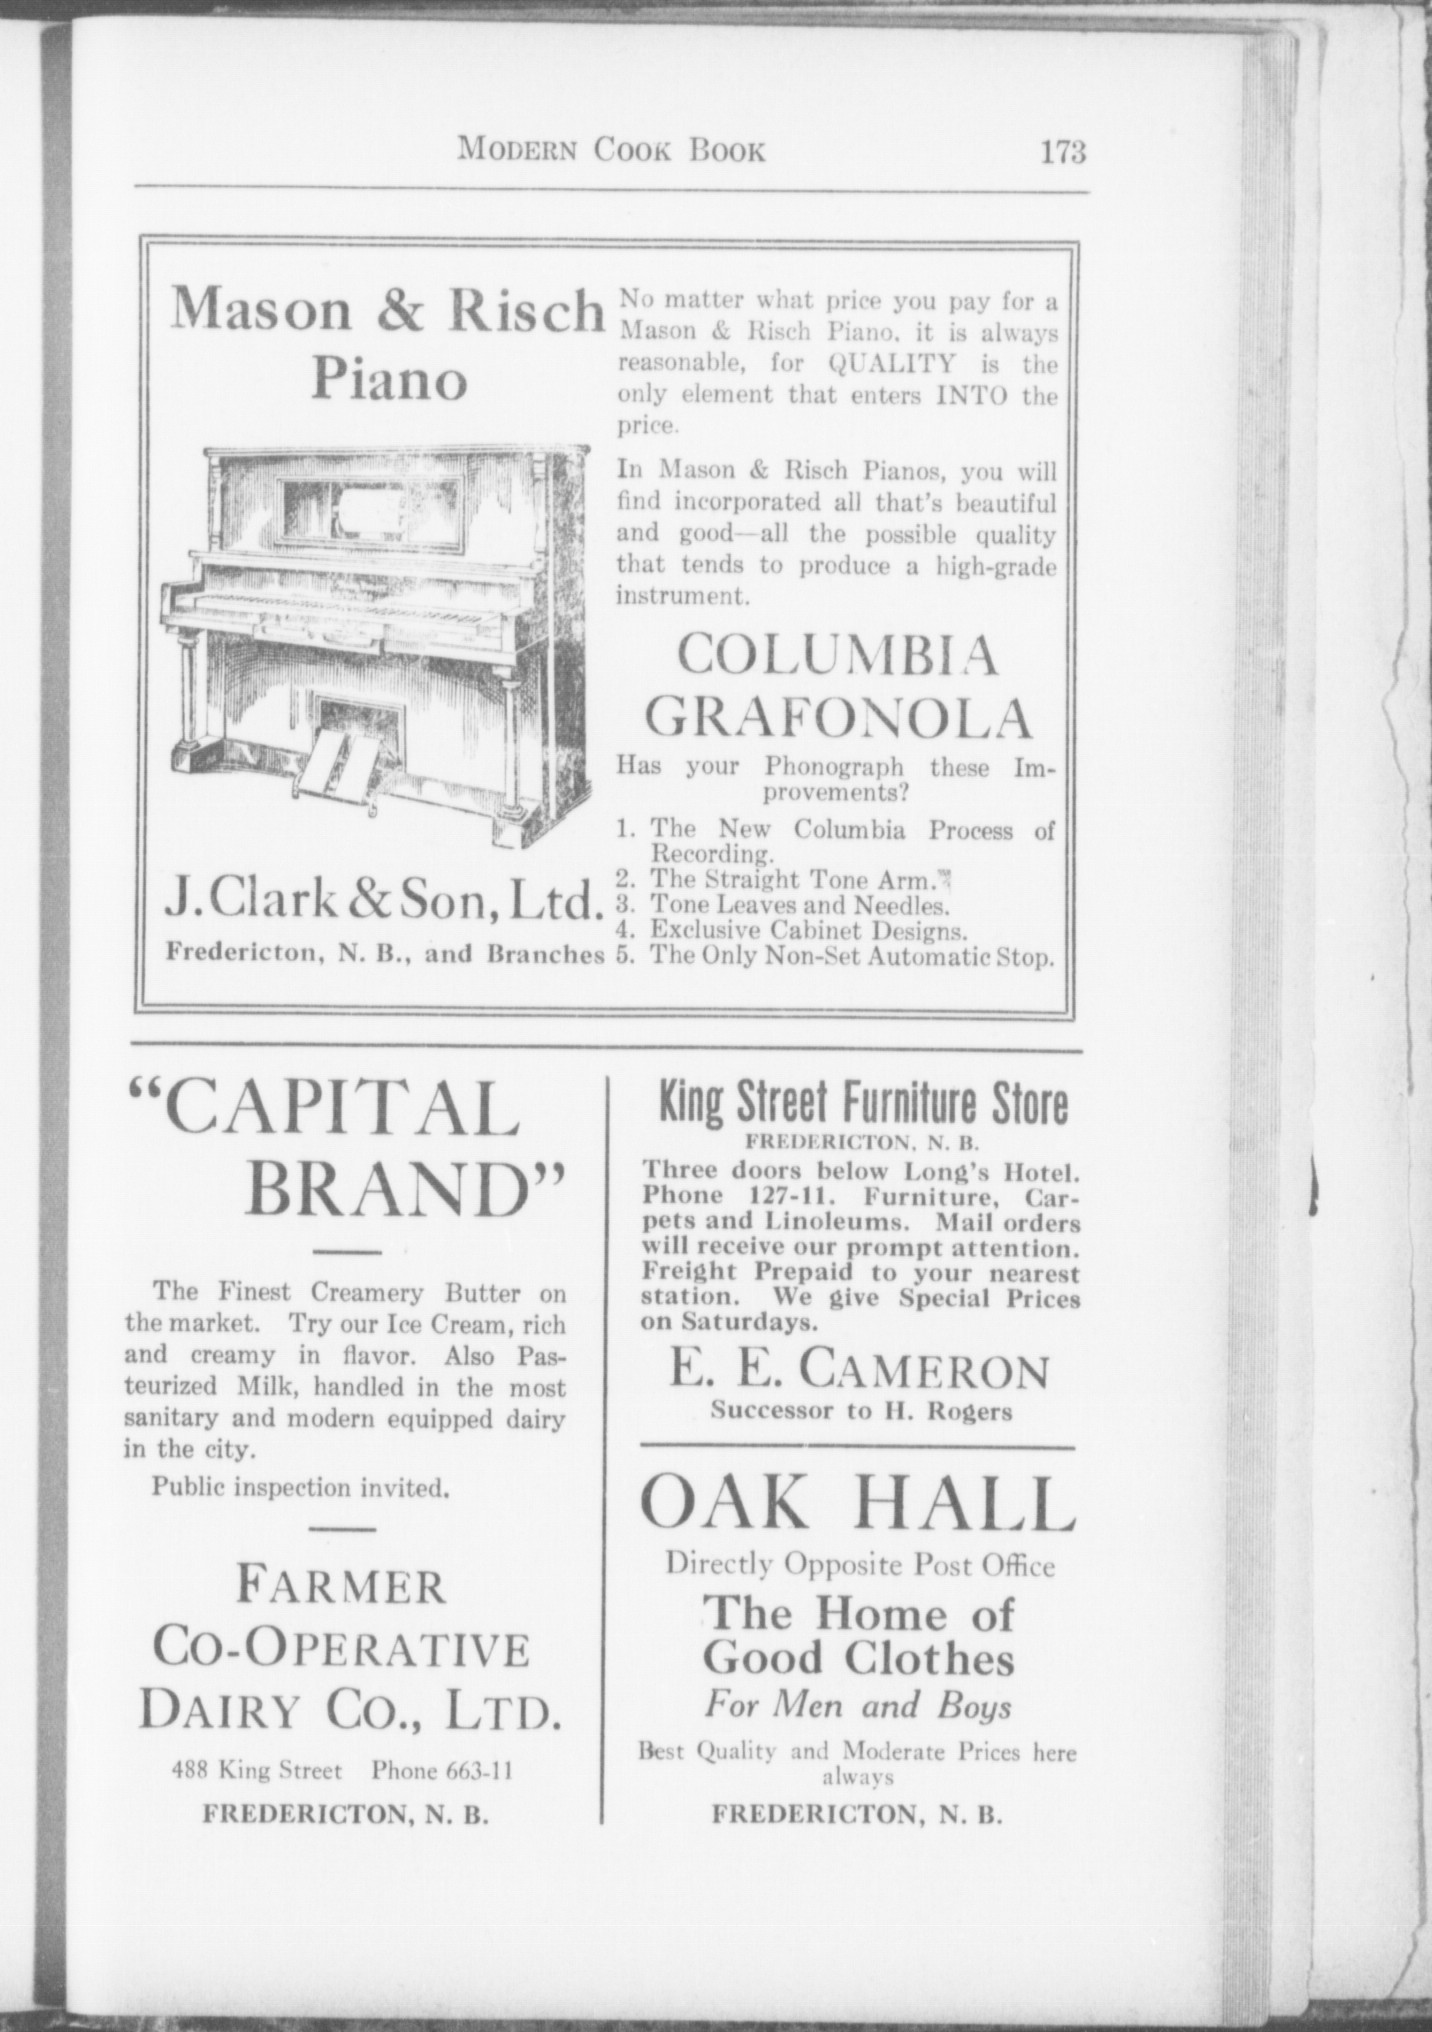 MODERN COOK BOOK 173
Mason & Risch
Piano
J. Clark & Son, Ltd.
Fredericton, N. B., and Branches
No matter what price you pay for a
Mason & Risch Piano, it is always
reasonable, for QUALITY is the
only element that enters INTO the
price.
In Mason & Risch Pianos, you will
find incorporated all that's beautiful
and good—all the possible quality
that tends to produce a high-grade
instrument.
COLUMBIA
GRAFONOLA
Has your Phonograph these Im-
provements?
1. The New Columbia Process of
Recording.
2. The Straight Tone Arm.
3. Tone Leaves and Needles.
4. Exclusive Cabinet Designs.
5. The Only Non-Set Automatic Stop.
“CAPITAL
BRAND”
The Finest Creamery Butter on
the market. Try our Ice Cream, rich
and creamy in flavor. Also Pas-
teurized Milk, handled in the most
sanitary and modern equipped dairy
in the city.
Public inspection invited.
FARMER
CO-OPERATIVE
DAIRY CO., LTD.
488 King Street Phone 663-11
FREDERICTON, N. B.
King Street Furniture Store
FREDERICTON, N. B.
Three doors below Long's Hotel.
Phone 127-11. Furniture, Car-
pets and Linoleums. Mail orders
will receive our prompt attention.
Freight Prepaid to your nearest
station. We give Special Prices
on Saturdays.
E. E. CAMERON
Successor to H. Rogers
OAK HALL
Directly Opposite Post Office
The Home of
Good Clothes
For Men and Boys
Best Quality and Moderate Prices here
always
FREDERICTON, N. B.